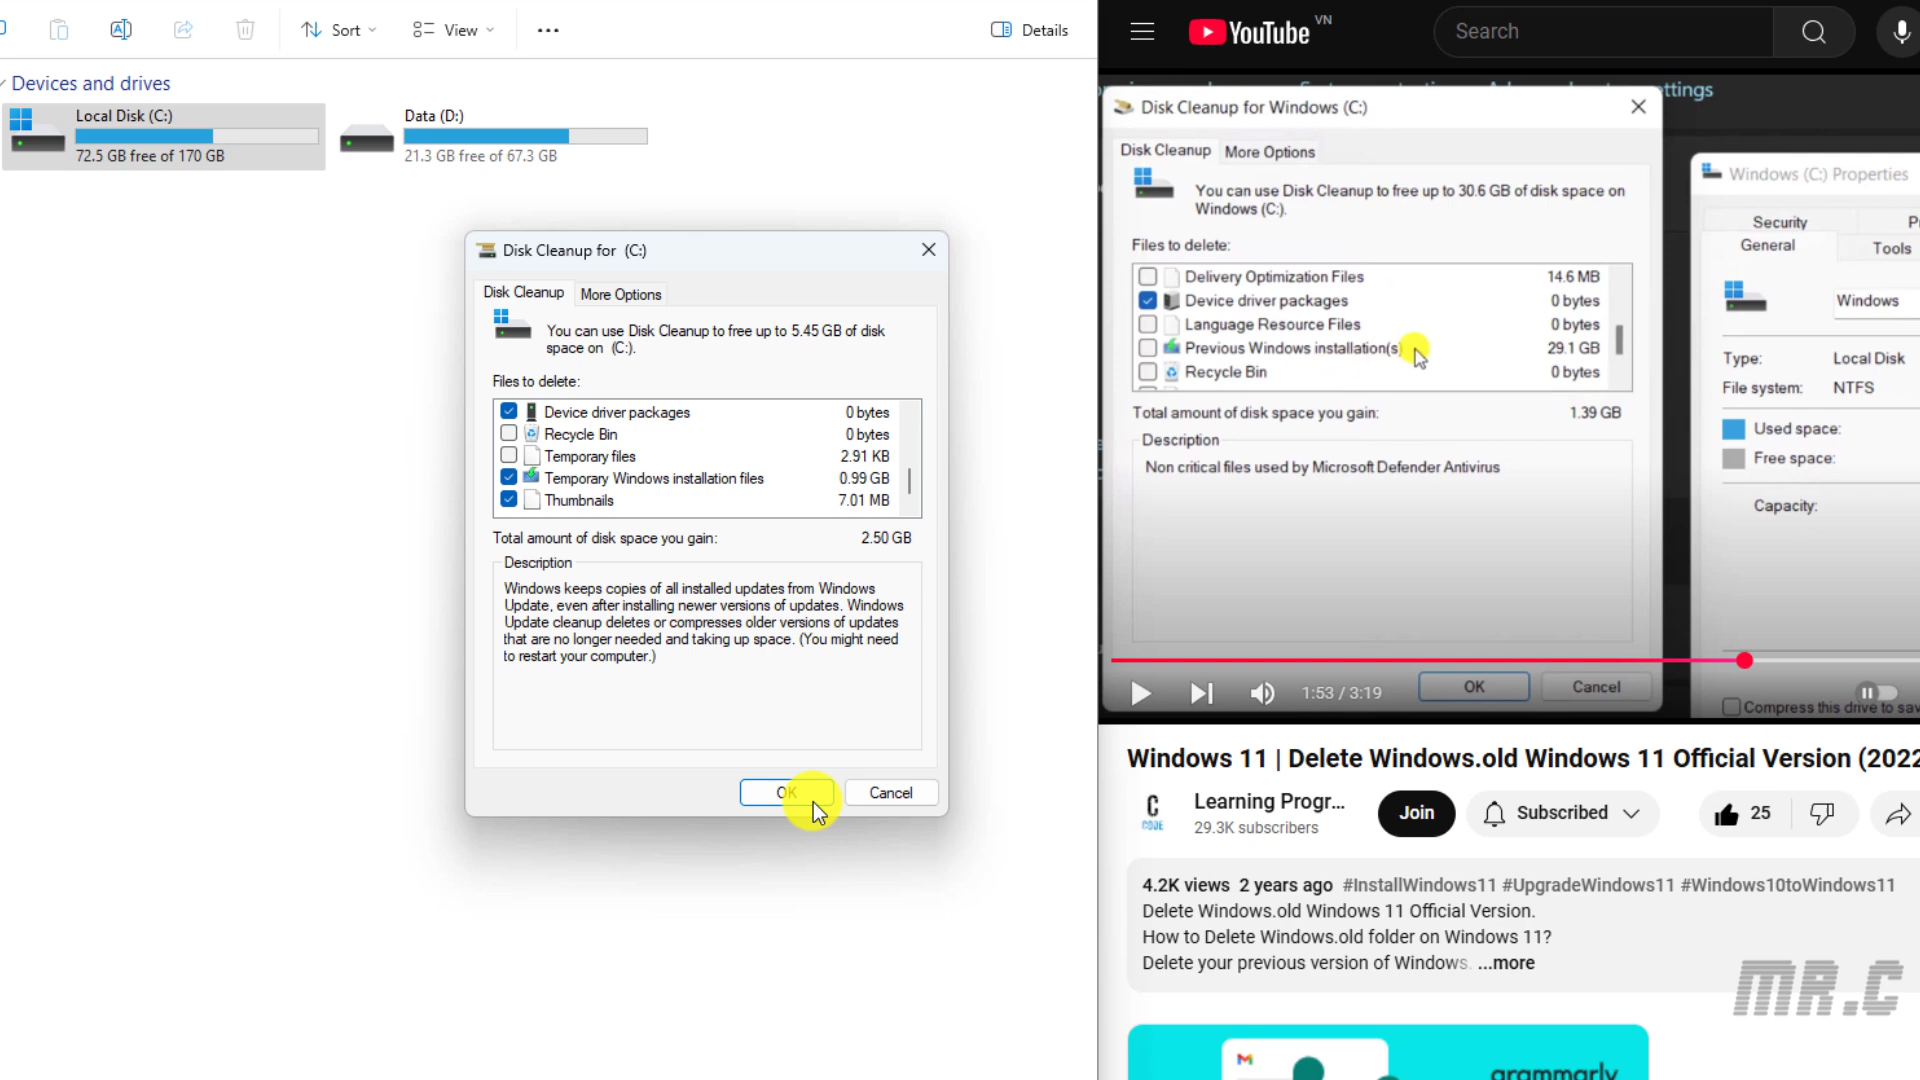 Sort
View
Details
Devices and drives
Local Disk (C:)
72.5 GB free of 170 GB
Data (D:)
21.3 GB free of 67.3 GB
Disk Cleanup for (C:)
Disk Cleanup
More Options
You can use Disk Cleanup to free up to 5.45 GB of disk
space on (C:).
Files to delete:
Device driver packages 0 bytes
Recycle Bin 0 bytes
Temporary files 2.91 KB
Temporary Windows installation files 0.99 GB
Thumbnails 7.01 MB
Total amount of disk space you gain: 2.50 GB
Description
Windows keeps copies of all installed updates from Windows
Update, even after installing newer versions of updates. Windows
Update cleanup deletes or compresses older versions of updates
that are no longer needed and taking up space. (You might need
to restart your computer.)
OK
Cancel
YouTube VN
Search
ttings
Disk Cleanup for Windows (C:)
Disk Cleanup
More Options
You can use Disk Cleanup to free up to 30.6 GB of disk space on
Windows (C:).
Files to delete:
Delivery Optimization Files 14.6 MB
Device driver packages 0 bytes
Language Resource Files 0 bytes
Previous Windows installation(s) 29.1 GB
Recycle Bin 0 bytes
Total amount of disk space you gain: 1.39 GB
Description
Non critical files used by Microsoft Defender Antivirus
OK
Cancel
1:53 / 3:19
Windows (C:) Properties
Security
General
Tools
Windows
Type: Local Disk
File system: NTFS
Used space:
Free space:
Capacity:
Compress this drive to sav
Windows 11 | Delete Windows.old Windows 11 Official Version (2022
C
CODE
Learning Progr...
29.3K subscribers
Join
Subscribed
25
4.2K views 2 years ago #InstallWindows11 #UpgradeWindows11 #Windows10toWindows11
Delete Windows.old Windows 11 Official Version.
How to Delete Windows.old folder on Windows 11?
Delete your previous version of Windows. ...more
MR.C
grammarly